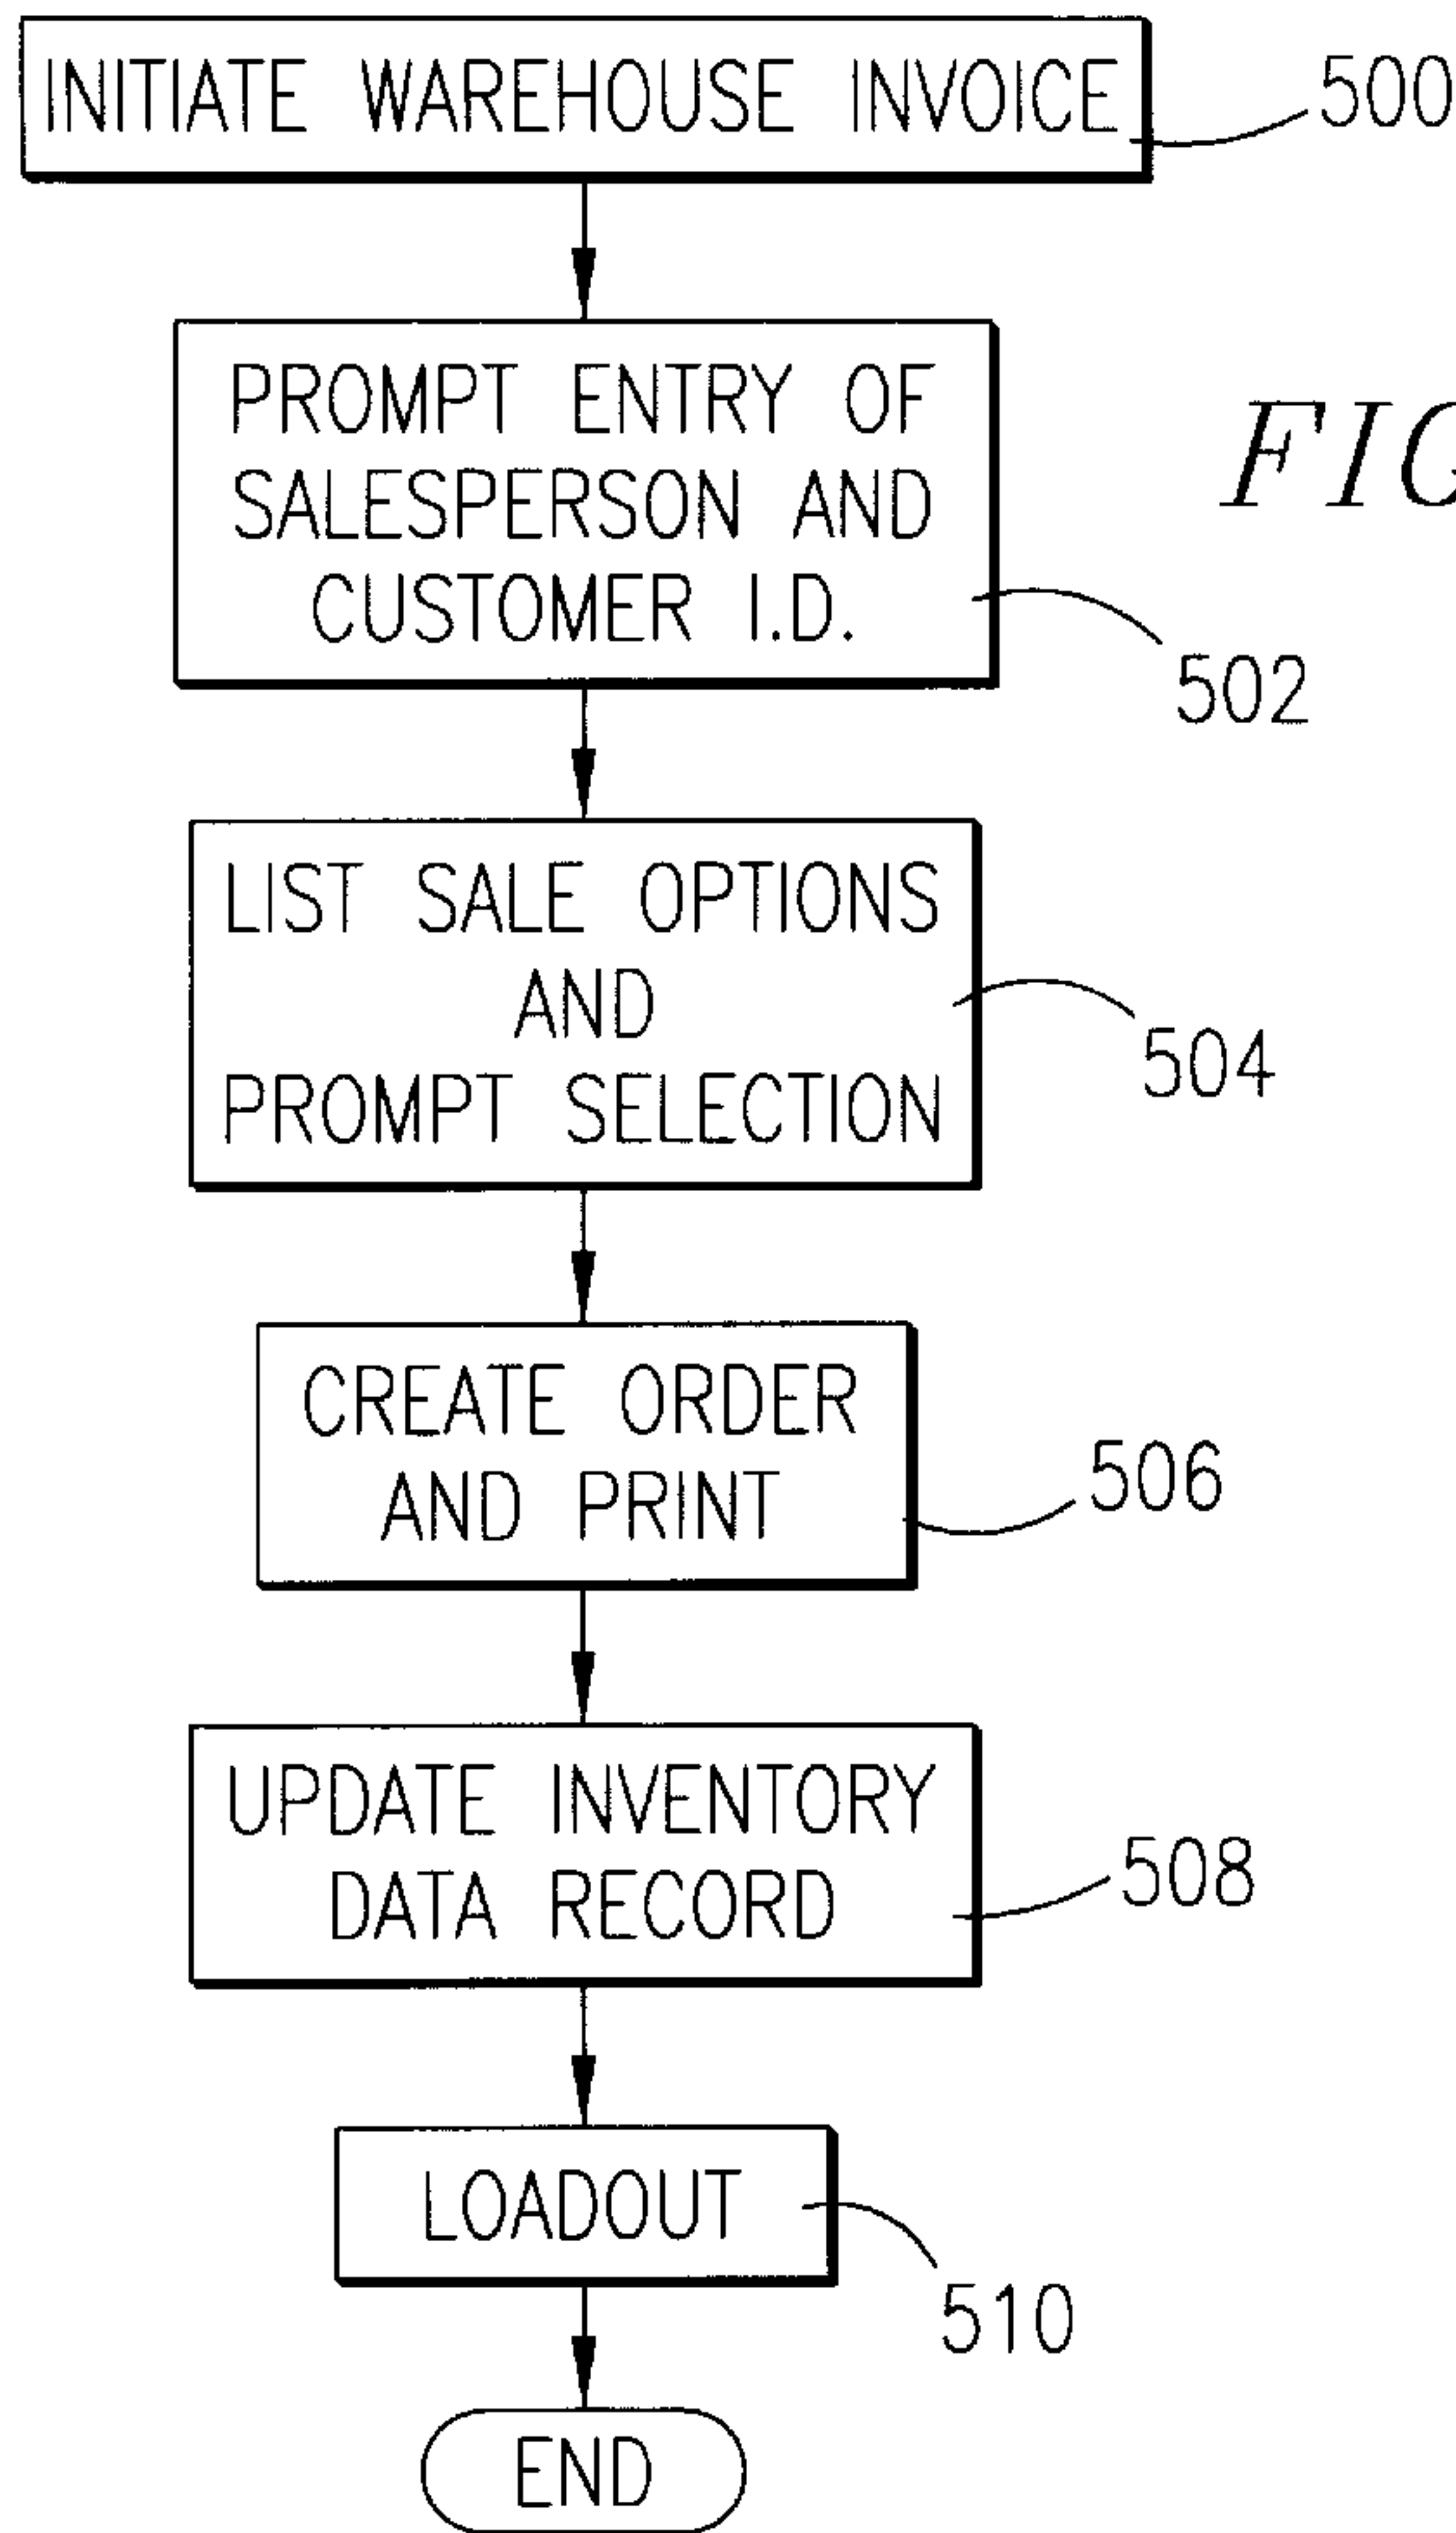 INITIATE WAREHOUSE INVOICE
500
PROMPT ENTRY OF
SALESPERSON AND
CUSTOMER I.D.
502
LIST SALE OPTIONS
AND
PROMPT SELECTION
504
CREATE ORDER
AND PRINT
506
UPDATE INVENTORY
DATA RECORD
508
LOADOUT
510
END